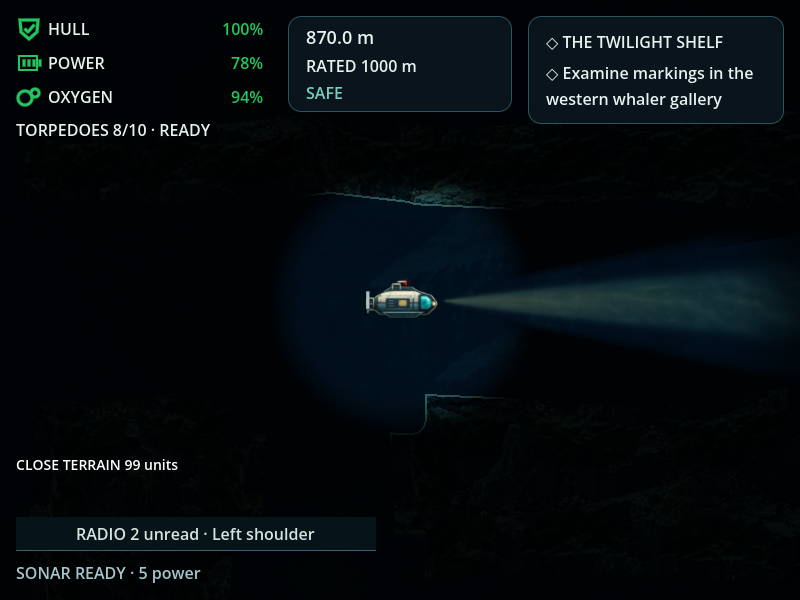 HULL 100%
POWER 78%
OXYGEN 94%
TORPEDOES 8/10 · READY
870.0 m
RATED 1000 m
SAFE
◇ THE TWILIGHT SHELF
◇ Examine markings in the
western whaler gallery
CLOSE TERRAIN 99 units
RADIO 2 unread · Left shoulder
SONAR READY · 5 power